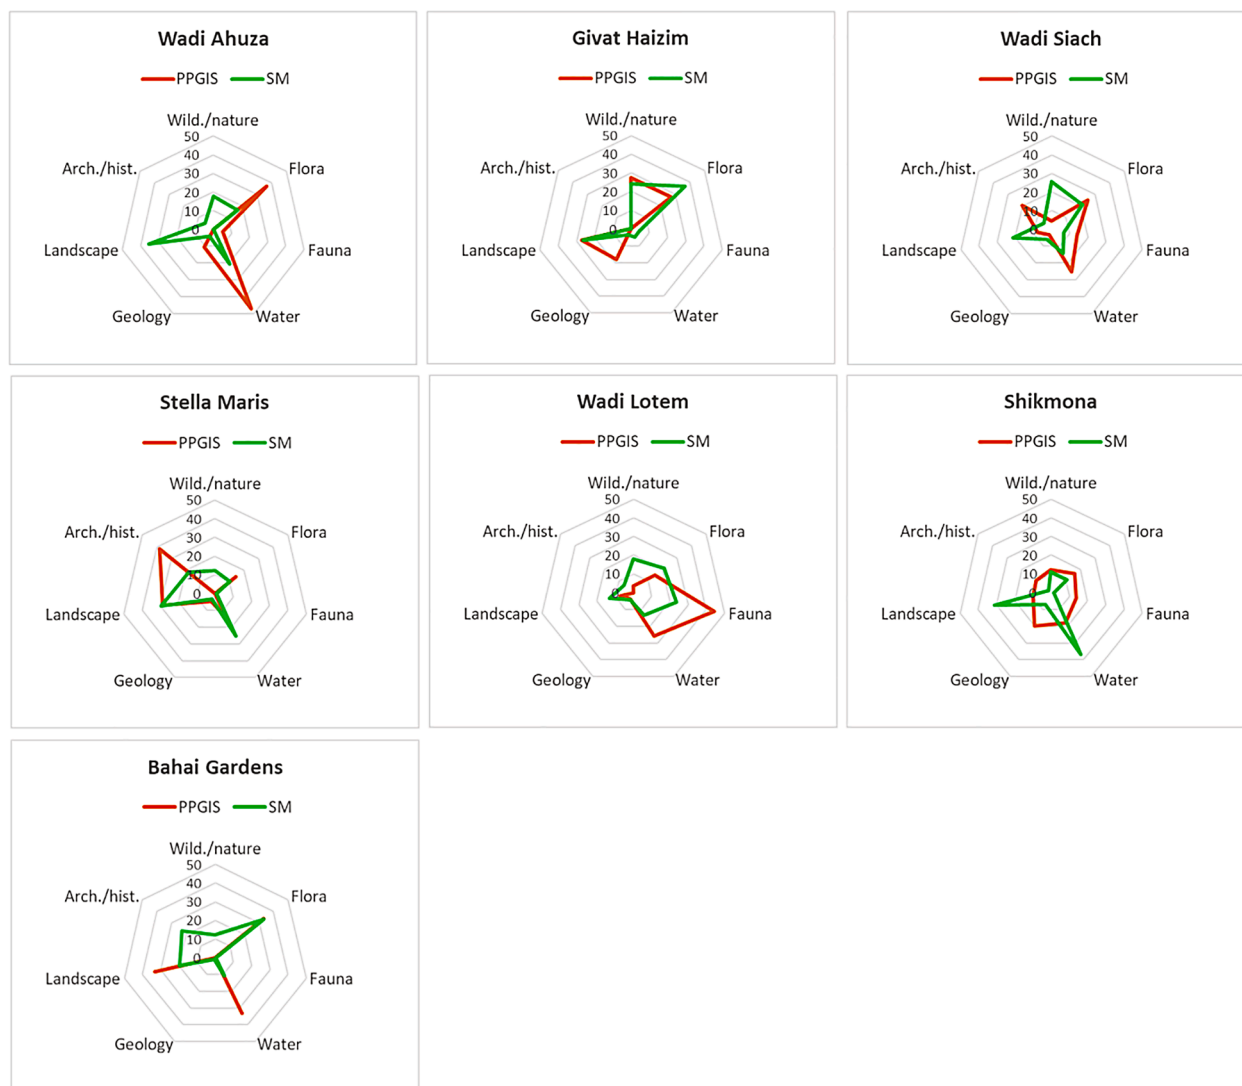 Wadi Ahuza
PPGIS SM
Wild./nature
50
Arch./hist. 40 Flora
30
20
10
0
Landscape Fauna
Geology Water
Givat Haizim
PPGIS SM
Wild./nature
50
Arch./hist. 40 Flora
30
20
10
0
Landscape Fauna
Geology Water
Wadi Siach
PPGIS SM
Wild./nature
50
Arch./hist. 40 Flora
30
20
10
0
Landscape Fauna
Geology Water
Stella Maris
PPGIS SM
Wild./nature
50
Arch./hist. 40 Flora
30
20
10
0
Landscape Fauna
Geology Water
Wadi Lotem
PPGIS SM
Wild./nature
50
Arch./hist. 40 Flora
30
20
10
0
Landscape Fauna
Geology Water
Shikmona
PPGIS SM
Wild./nature
50
Arch./hist. 40 Flora
30
20
10
0
Landscape Fauna
Geology Water
Bahai Gardens
PPGIS SM
Wild./nature
50
Arch./hist. 40 Flora
30
20
10
0
Landscape Fauna
Geology Water